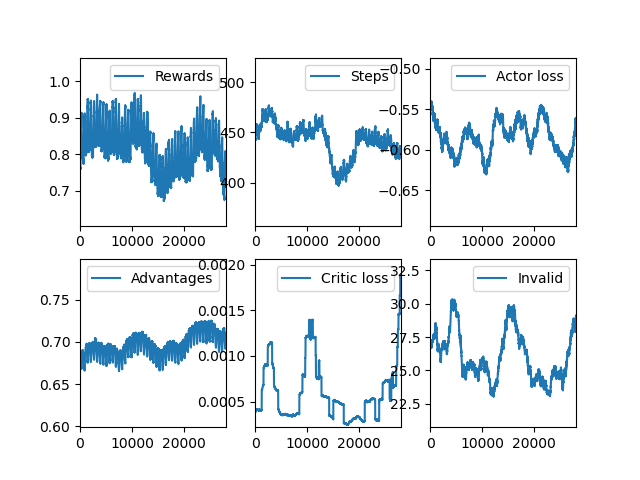 Rewards
1.0
0.9
0.8
0.7
0 10000 20000
Steps
500
450
400
0 10000 20000
Actor loss
−0.50
−0.55
−0.60
−0.65
0 10000 20000
Advantages
0.75
0.70
0.65
0.60
0 10000 20000
Critic loss
0.0020
0.0015
0.0010
0.0005
0 10000 20000
Invalid
32.5
30.0
27.5
25.0
22.5
0 10000 20000